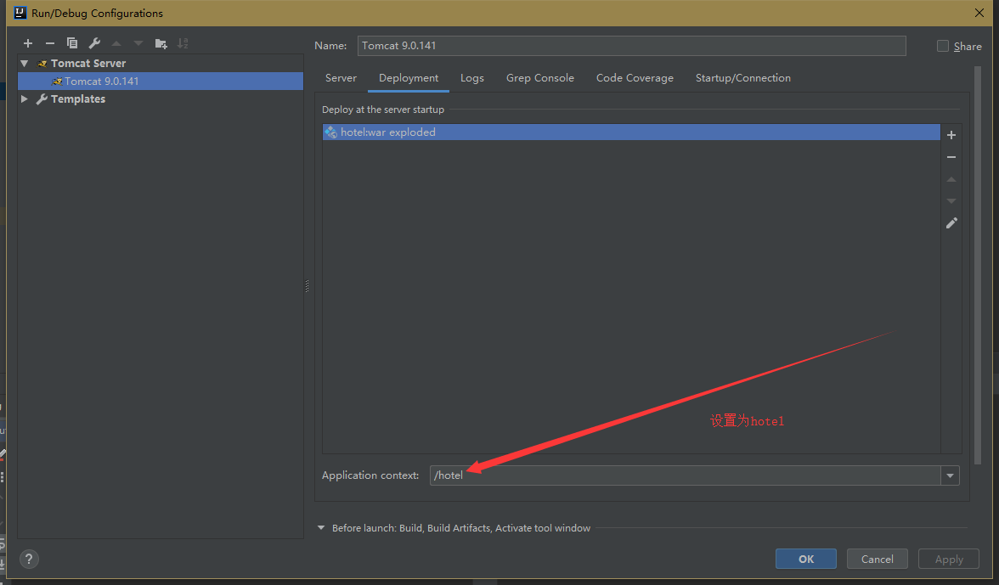 Run/Debug Configurations
Name: Tomcat 9.0.141
Share
Tomcat Server
Tomcat 9.0.141
Templates
Server Deployment Logs Grep Console Code Coverage Startup/Connection
Deploy at the server startup
hotel:war exploded
设置为hotel
Application context: /hotel
Before launch: Build, Build Artifacts, Activate tool window
?
OK Cancel Apply